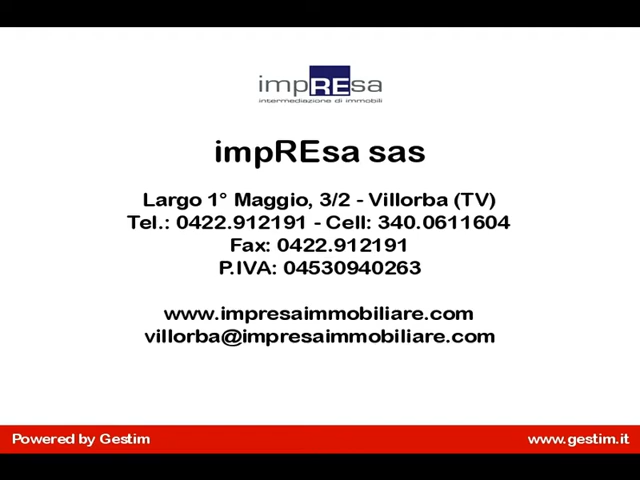 impREsa
intermediazione di immobili
impREsa sas
Largo 1° Maggio, 3/2 - Villorba (TV)
Tel.: 0422.912191 - Cell: 340.0611604
Fax: 0422.912191
P.IVA: 04530940263
www.impresaimmobiliare.com
villorba@impresaimmobiliare.com
Powered by Gestim
www.gestim.it